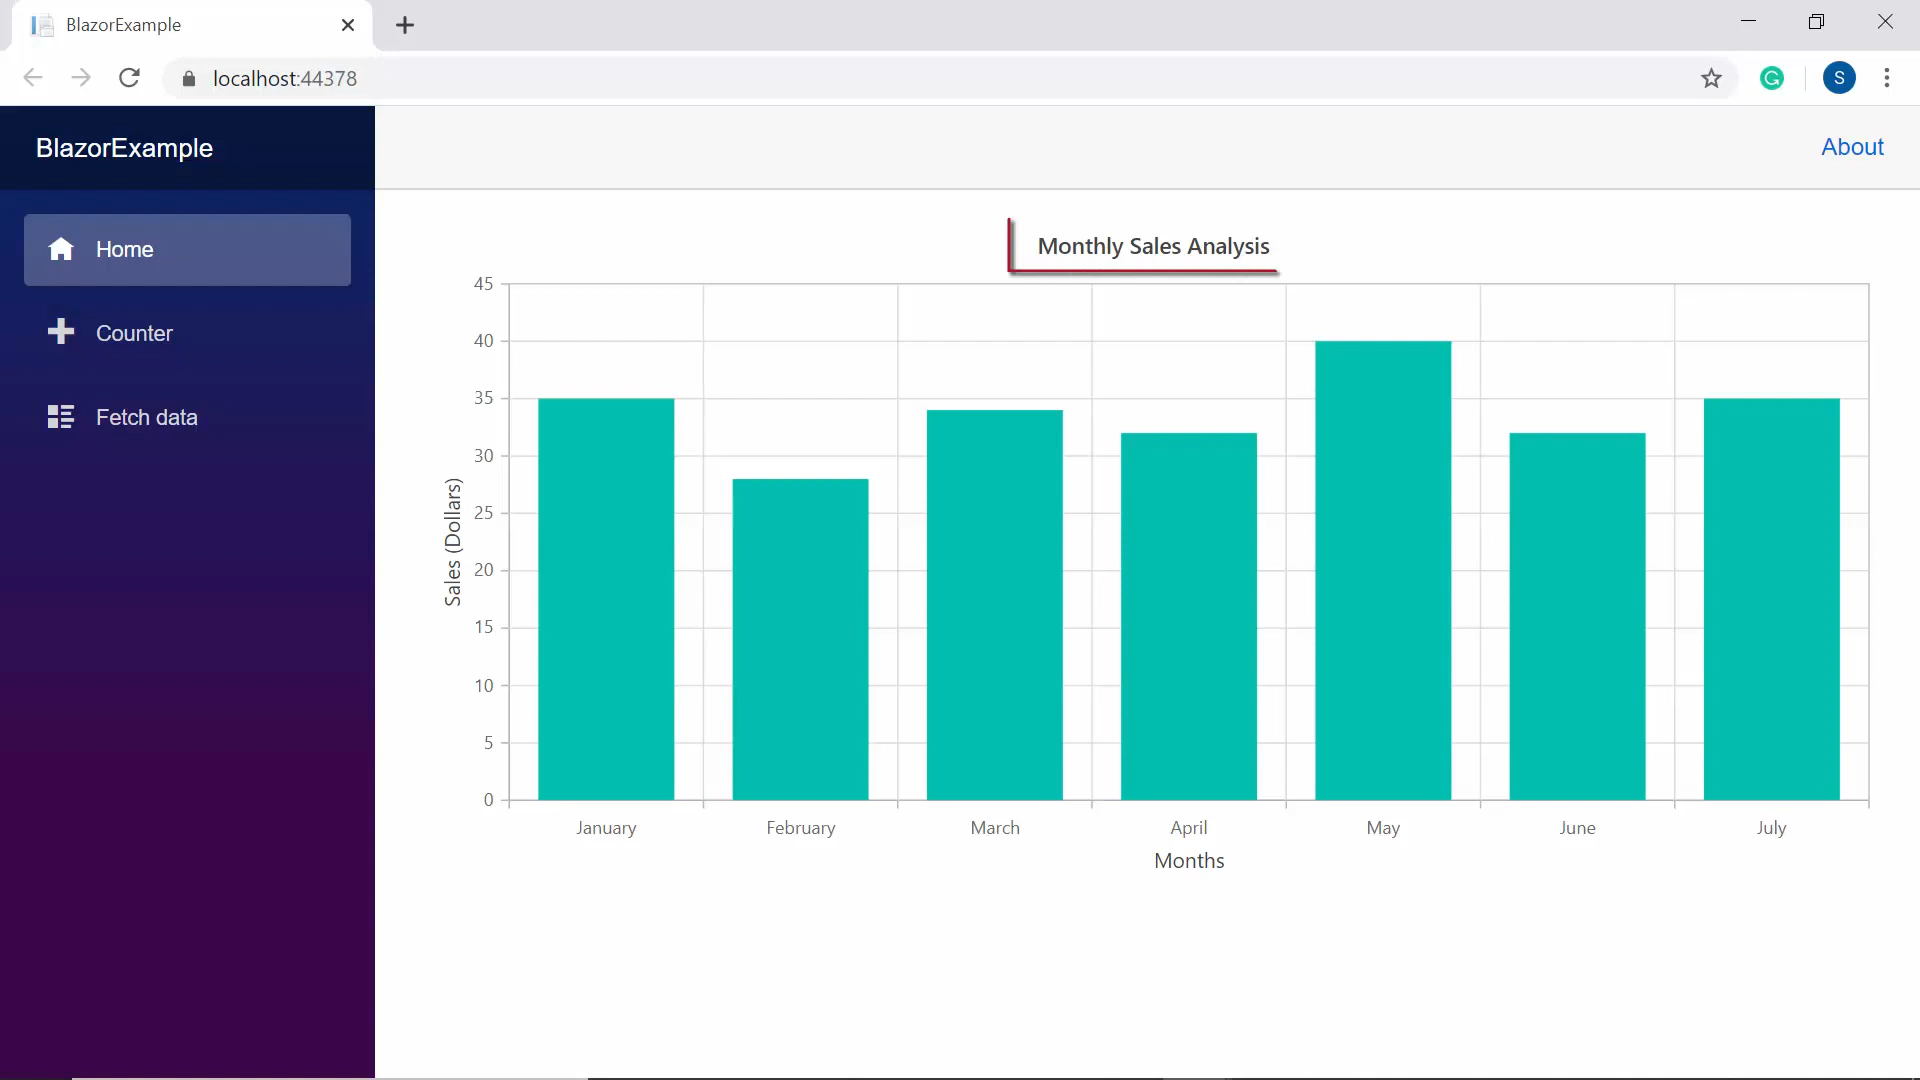 BlazorExample
localhost:44378
S
BlazorExample
About
Home
Counter
Fetch data
Monthly Sales Analysis
45
40
35
30
25
20
15
10
5
0
Sales (Dollars)
January February March April May June July
Months